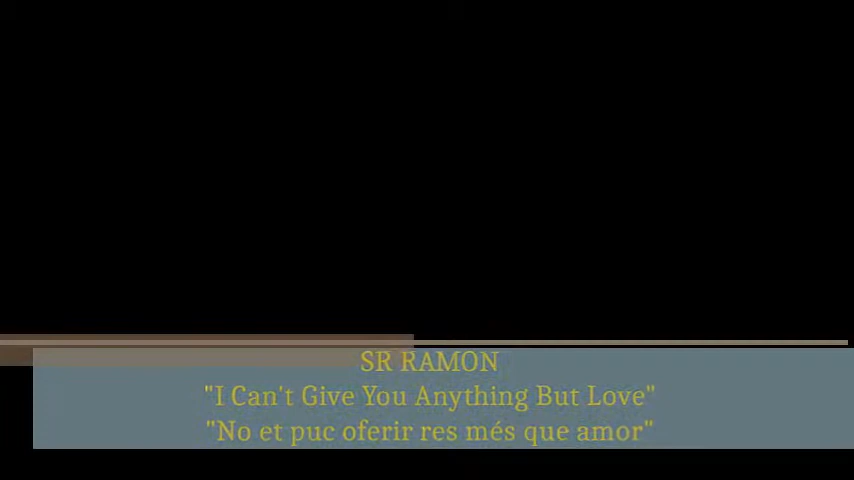 SR RAMON
"I Can't Give You Anything But Love"
"No et puc oferir res més que amor"